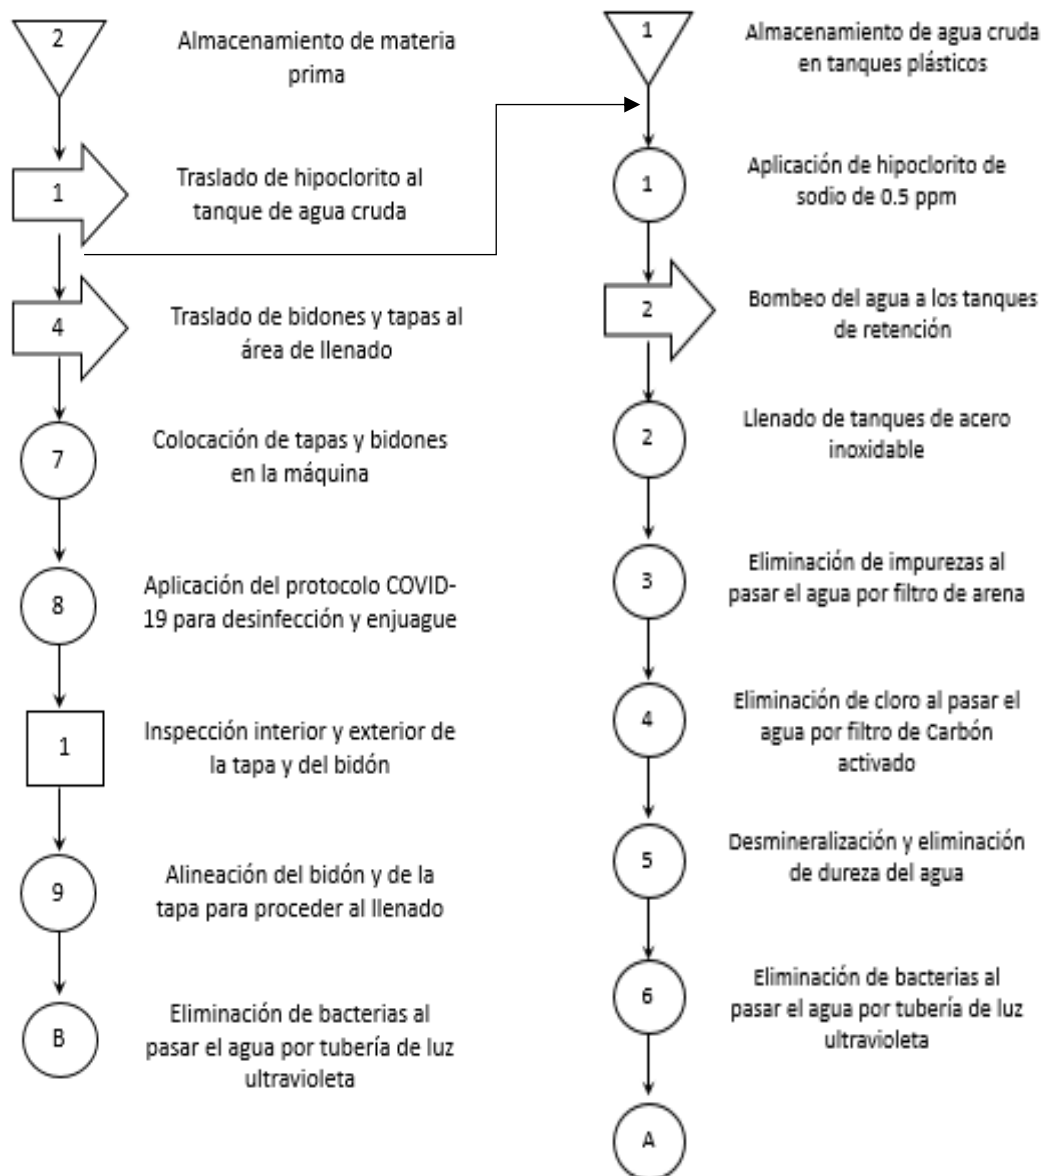 2
Almacenamiento de materia
prima
1
Traslado de hipoclorito al
tanque de agua cruda
4
Traslado de bidones y tapas al
área de llenado
7
Colocación de tapas y bidones
en la máquina
8
Aplicación del protocolo COVID-
19 para desinfección y enjuague
1
Inspección interior y exterior de
la tapa y del bidón
9
Alineación del bidón y de la
tapa para proceder al llenado
B
Eliminación de bacterias al
pasar el agua por tubería de luz
ultravioleta
1
Almacenamiento de agua cruda
en tanques plásticos
1
Aplicación de hipoclorito de
sodio de 0.5 ppm
2
Bombeo del agua a los tanques
de retención
2
Llenado de tanques de acero
inoxidable
3
Eliminación de impurezas al
pasar el agua por filtro de arena
4
Eliminación de cloro al pasar el
agua por filtro de Carbón
activado
5
Desmineralización y eliminación
de dureza del agua
6
Eliminación de bacterias al
pasar el agua por tubería de luz
ultravioleta
A